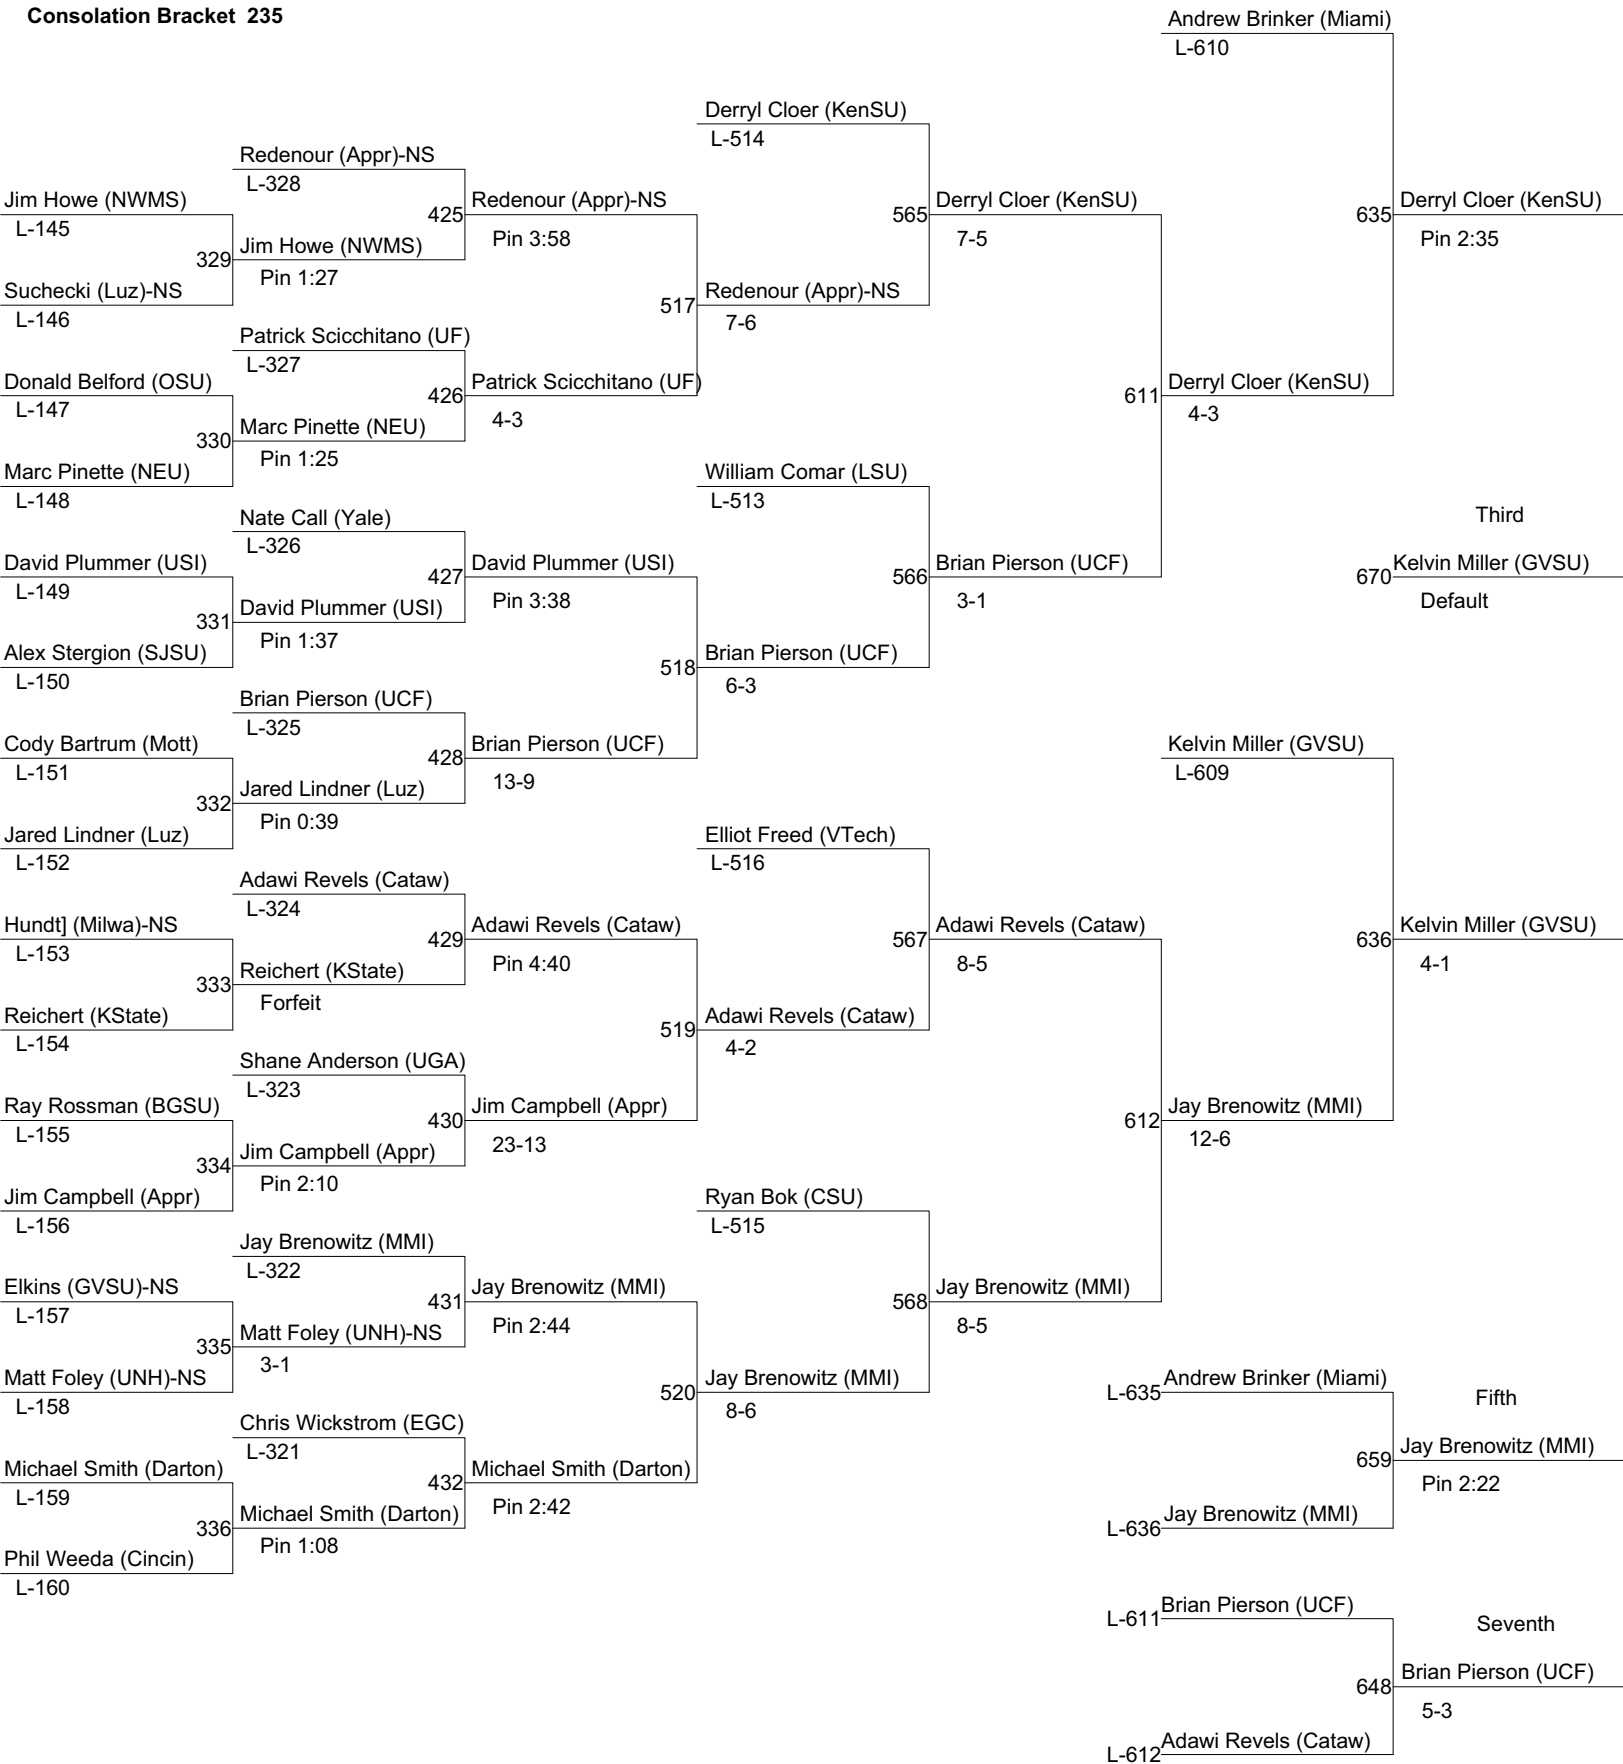 Consolation Bracket 235
Jim Howe (NWMS)
L-145
Suchecki (Luz)-NS
L-146
Donald Belford (OSU)
L-147
Marc Pinette (NEU)
L-148
David Plummer (USI)
L-149
Alex Stergion (SJSU)
L-150
Cody Bartrum (Mott)
L-151
Jared Lindner (Luz)
L-152
Hundt] (Milwa)-NS
L-153
Reichert (KState)
L-154
Ray Rossman (BGSU)
L-155
Jim Campbell (Appr)
L-156
Elkins (GVSU)-NS
L-157
Matt Foley (UNH)-NS
L-158
Michael Smith (Darton)
L-159
Phil Weeda (Cincin)
L-160
Redenour (Appr)-NS
L-328
329 Jim Howe (NWMS)
Pin 1:27
Patrick Scicchitano (UF)
L-327
330 Marc Pinette (NEU)
Pin 1:25
Nate Call (Yale)
L-326
331 David Plummer (USI)
Pin 1:37
Brian Pierson (UCF)
L-325
332 Jared Lindner (Luz)
Pin 0:39
Adawi Revels (Cataw)
L-324
333 Reichert (KState)
Forfeit
Shane Anderson (UGA)
L-323
334 Jim Campbell (Appr)
Pin 2:10
Jay Brenowitz (MMI)
L-322
335 Matt Foley (UNH)-NS
3-1
Chris Wickstrom (EGC)
L-321
336 Michael Smith (Darton)
Pin 1:08
425 Redenour (Appr)-NS
Pin 3:58
426 Patrick Scicchitano (UF)
4-3
427 David Plummer (USI)
Pin 3:38
428 Brian Pierson (UCF)
13-9
429 Adawi Revels (Cataw)
Pin 4:40
430 Jim Campbell (Appr)
23-13
431 Jay Brenowitz (MMI)
Pin 2:44
432 Michael Smith (Darton)
Pin 2:42
Derryl Cloer (KenSU)
L-514
517 Redenour (Appr)-NS
7-6
William Comar (LSU)
L-513
518 Brian Pierson (UCF)
6-3
Elliot Freed (VTech)
L-516
519 Adawi Revels (Cataw)
4-2
Ryan Bok (CSU)
L-515
520 Jay Brenowitz (MMI)
8-6
565 Derryl Cloer (KenSU)
7-5
566 Brian Pierson (UCF)
3-1
567 Adawi Revels (Cataw)
8-5
568 Jay Brenowitz (MMI)
8-5
Andrew Brinker (Miami)
L-610
611 Derryl Cloer (KenSU)
4-3
Kelvin Miller (GVSU)
L-609
612 Jay Brenowitz (MMI)
12-6
635 Derryl Cloer (KenSU)
Pin 2:35
Third
670 Kelvin Miller (GVSU)
Default
636 Kelvin Miller (GVSU)
4-1
L-635 Andrew Brinker (Miami)
Fifth
659 Jay Brenowitz (MMI)
Pin 2:22
L-636 Jay Brenowitz (MMI)
L-611 Brian Pierson (UCF)
Seventh
648 Brian Pierson (UCF)
5-3
L-612 Adawi Revels (Cataw)